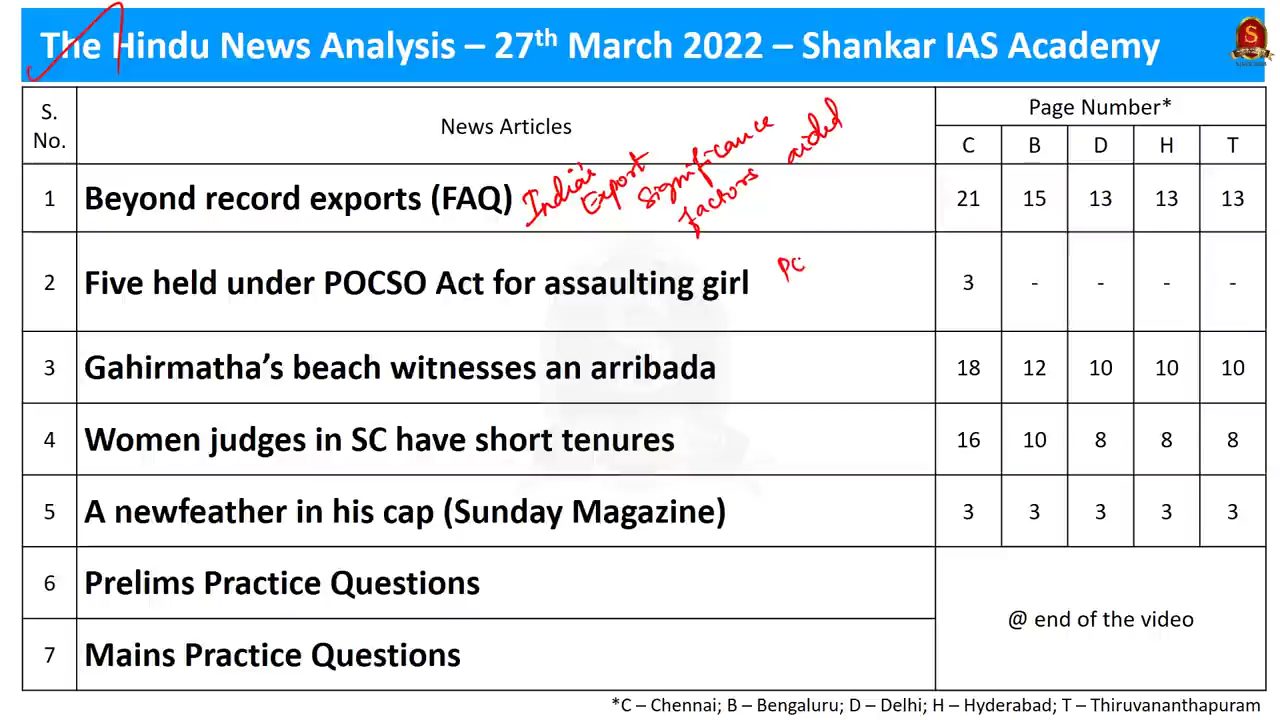 The Hindu News Analysis – 27th March 2022 – Shankar IAS Academy
S. No.
News Articles
Page Number*
C B D H T
1 Beyond record exports (FAQ) 21 15 13 13 13
India's Export Significance factors aided
2 Five held under POCSO Act for assaulting girl 3 - - - -
PC
3 Gahirmatha’s beach witnesses an arribada 18 12 10 10 10
4 Women judges in SC have short tenures 16 10 8 8 8
5 A newfeather in his cap (Sunday Magazine) 3 3 3 3 3
6 Prelims Practice Questions
@ end of the video
7 Mains Practice Questions
*C – Chennai; B – Bengaluru; D – Delhi; H – Hyderabad; T – Thiruvananthapuram